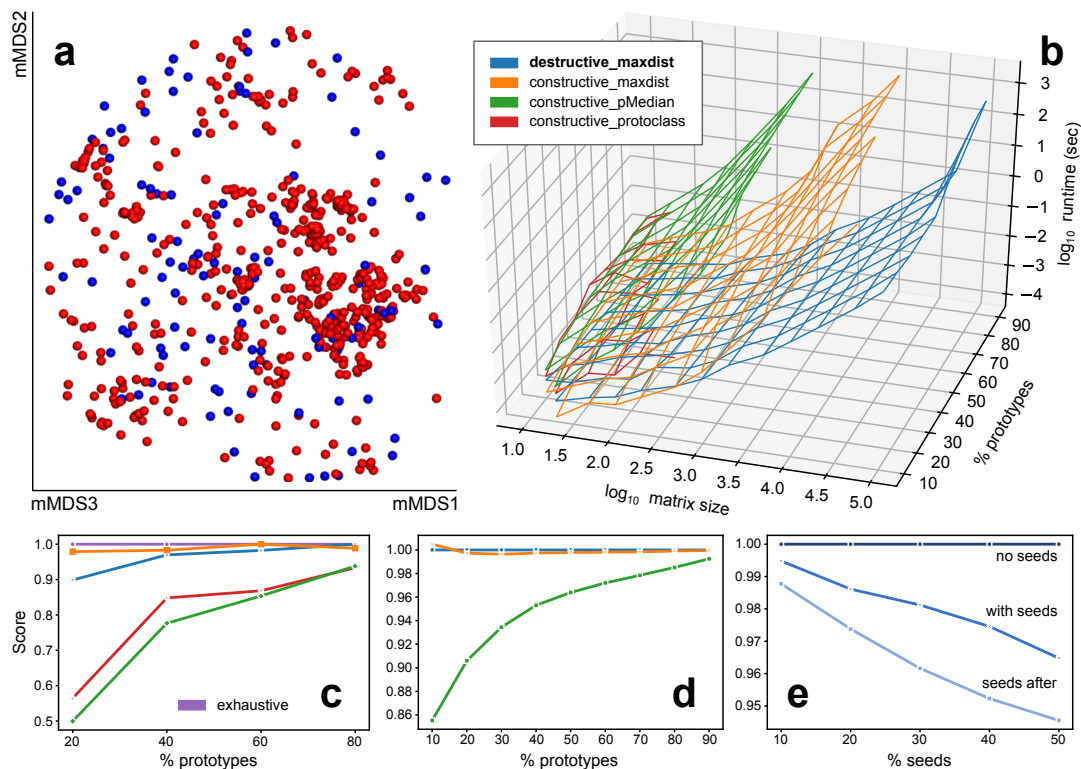 a
mMDS2
mMDS3
mMDS1
b
destructive_maxdist
constructive_maxdist
constructive_pMedian
constructive_protoclass
3
2
1
0
−1
−2
−3
−4
log10 runtime (sec)
90
80
70
60
50
40
30
20
10
% prototypes
1.0
1.5
2.0
2.5
3.0
3.5
4.0
4.5
5.0
log10 matrix size
1.0
0.9
0.8
0.7
0.6
0.5
Score
exhaustive
c
20
40
60
80
% prototypes
1.00
0.98
0.96
0.94
0.92
0.90
0.88
0.86
d
10 20 30 40 50 60 70 80 90
% prototypes
1.00
0.99
0.98
0.97
0.96
0.95
no seeds
with seeds
seeds after
e
10 20 30 40 50
% seeds